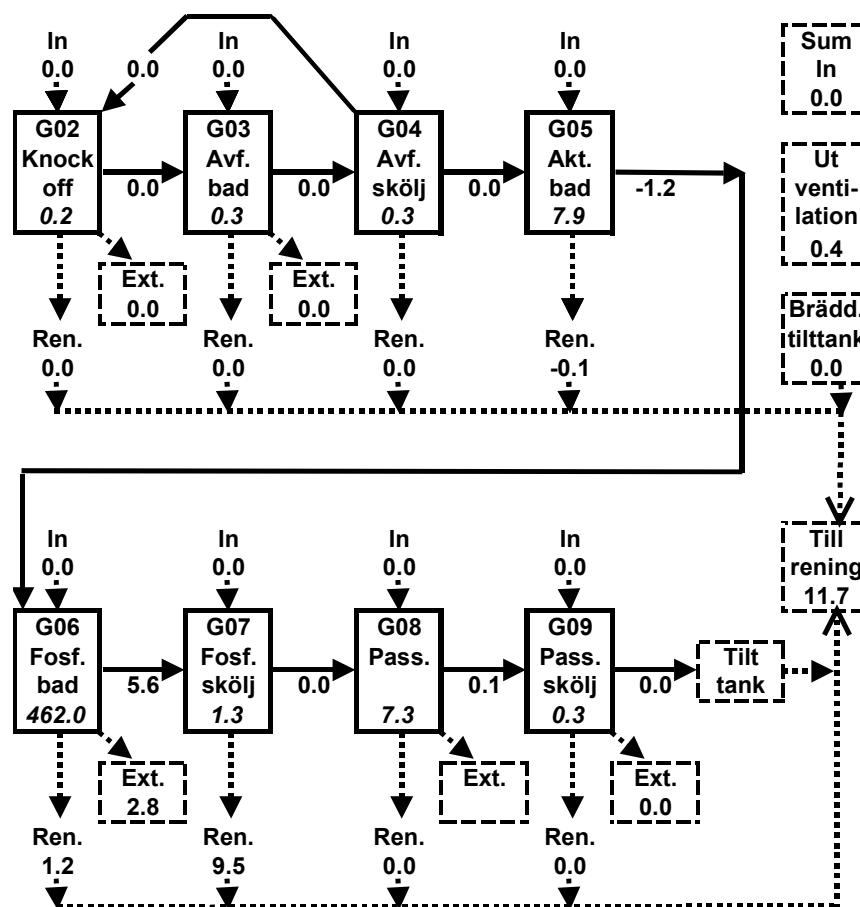 In
0.0
0.0
In
0.0
In
0.0
In
0.0
Sum
In
0.0
G02
Knock
off
0.2
0.0
G03
Avf.
bad
0.3
0.0
G04
Avf.
skölj
0.3
0.0
G05
Akt.
bad
7.9
-1.2
Ut
venti-
lation
0.4
Ext.
0.0
Ext.
0.0
Brädd.
tilttank
0.0
Ren.
0.0
Ren.
0.0
Ren.
0.0
Ren.
-0.1
In
0.0
In
0.0
In
0.0
In
0.0
Till
rening
11.7
G06
Fosf.
bad
462.0
5.6
G07
Fosf.
skölj
1.3
0.0
G08
Pass.
7.3
0.1
G09
Pass.
skölj
0.3
0.0
Tilt
tank
Ext.
2.8
Ext.
Ext.
0.0
Ren.
1.2
Ren.
9.5
Ren.
0.0
Ren.
0.0